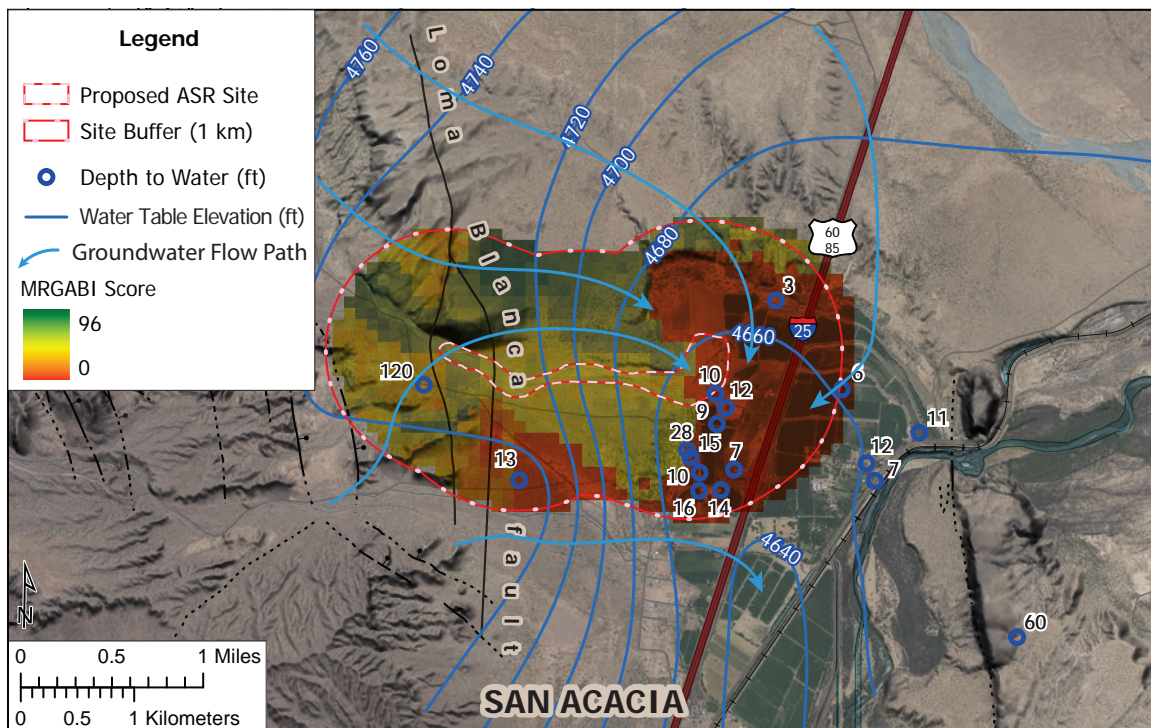 Legend
Proposed ASR Site
Site Buffer (1 km)
Depth to Water (ft)
Water Table Elevation (ft)
Groundwater Flow Path
MRGABI Score
96
0
4760
4740
4720
4700
4680
4660
4640
Loma
Blanca
fault
60
85
25
3
6
120
10
12
9
15
28
13
10
7
16
14
11
12
7
60
N
0 0.5 1 Miles
0 0.5 1 Kilometers
SAN ACACIA